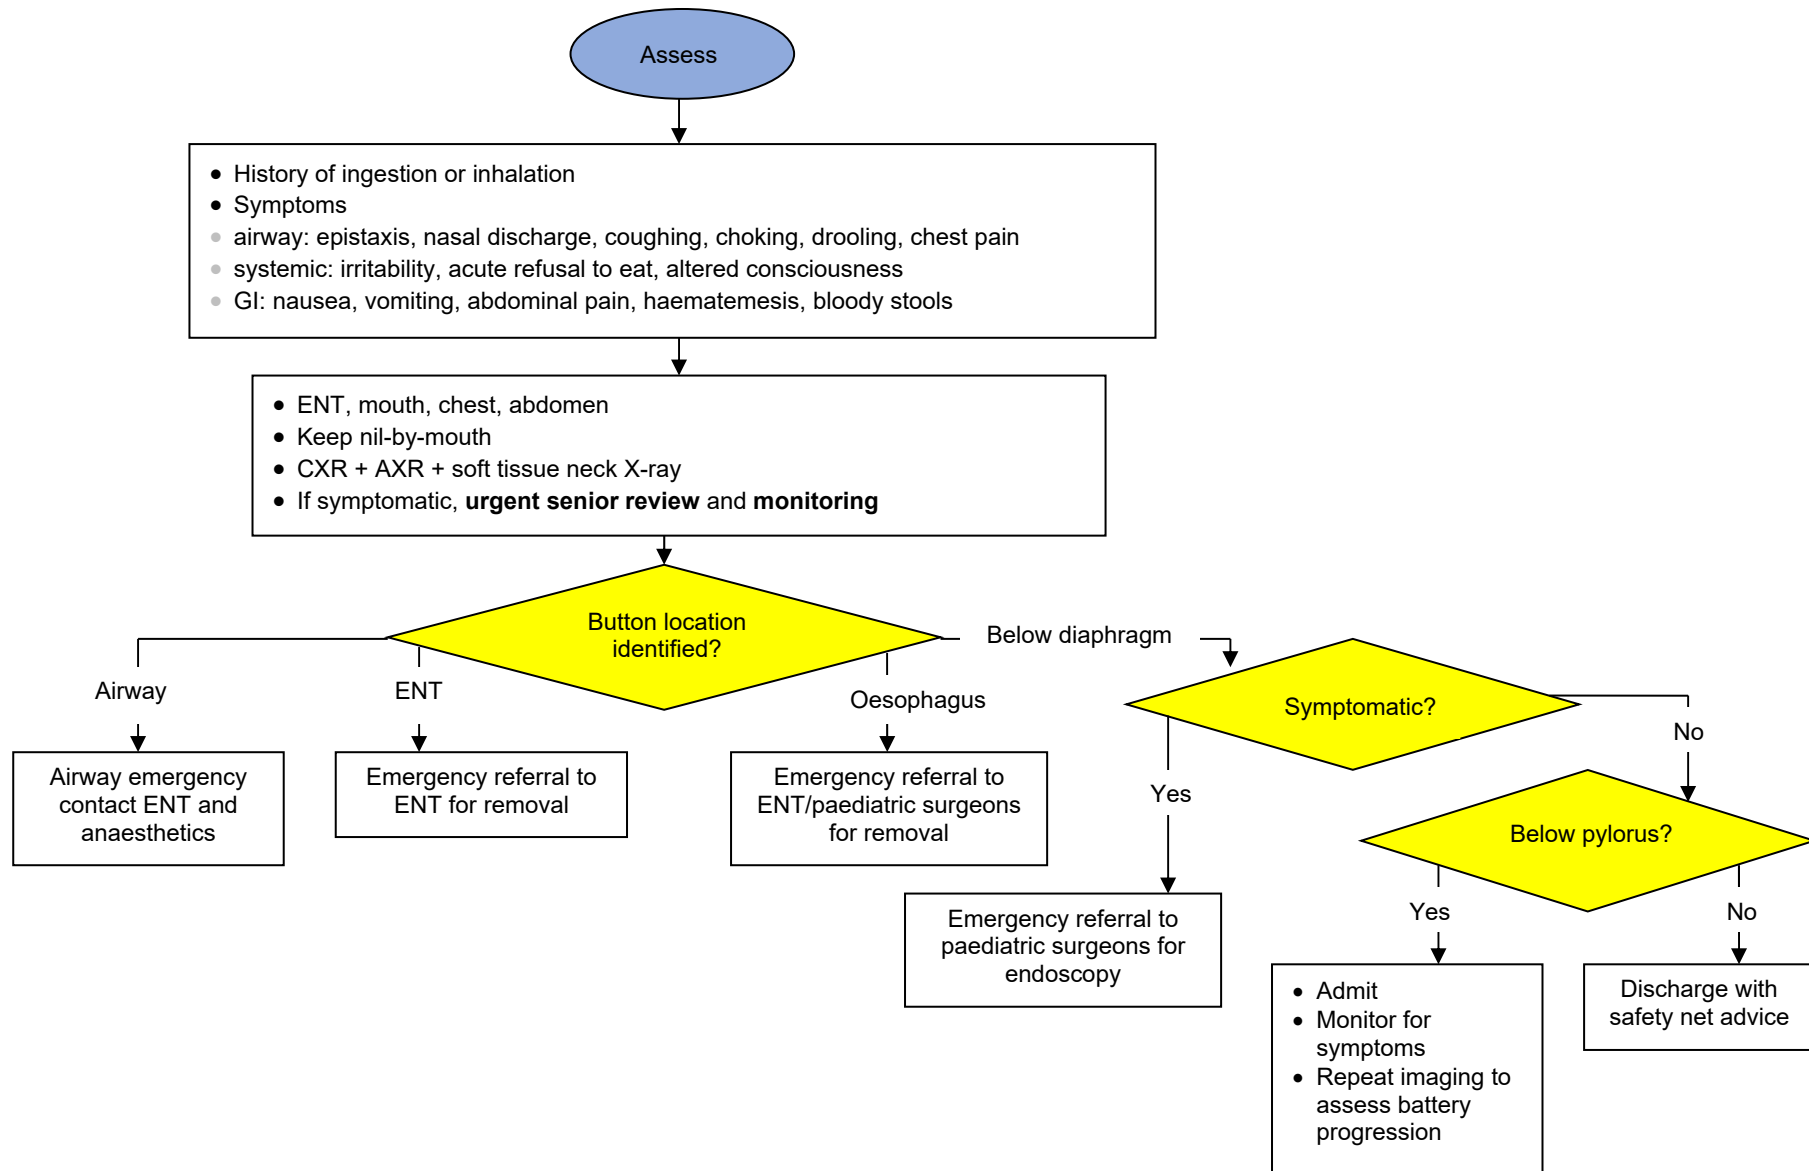 Assess
• History of ingestion or inhalation
• Symptoms
• airway: epistaxis, nasal discharge, coughing, choking, drooling, chest pain
• systemic: irritability, acute refusal to eat, altered consciousness
• GI: nausea, vomiting, abdominal pain, haematemesis, bloody stools
• ENT, mouth, chest, abdomen
• Keep nil-by-mouth
• CXR + AXR + soft tissue neck X-ray
• If symptomatic, urgent senior review and monitoring
Button location
identified?
Below diaphragm
Airway
ENT
Oesophagus
Symptomatic?
No
Airway emergency
contact ENT and
anaesthetics
Emergency referral to
ENT for removal
Emergency referral to
ENT/paediatric surgeons
for removal
Yes
Below pylorus?
Emergency referral to
paediatric surgeons for
endoscopy
Yes
No
• Admit
• Monitor for
symptoms
• Repeat imaging to
assess battery
progression
Discharge with
safety net advice